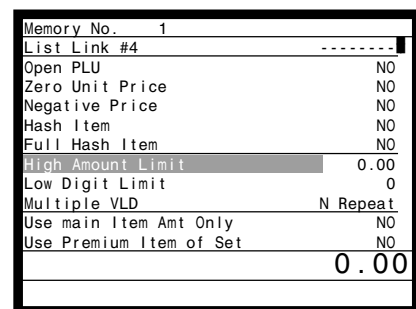 Memory No. 1
List Link #4 --------
Open PLU NO
Zero Unit Price NO
Negative Price NO
Hash Item NO
Full Hash Item NO
High Amount Limit 0.00
Low Digit Limit 0
Multiple VLD N Repeat
Use main Item Amt Only NO
Use Premium Item of Set NO
0.00